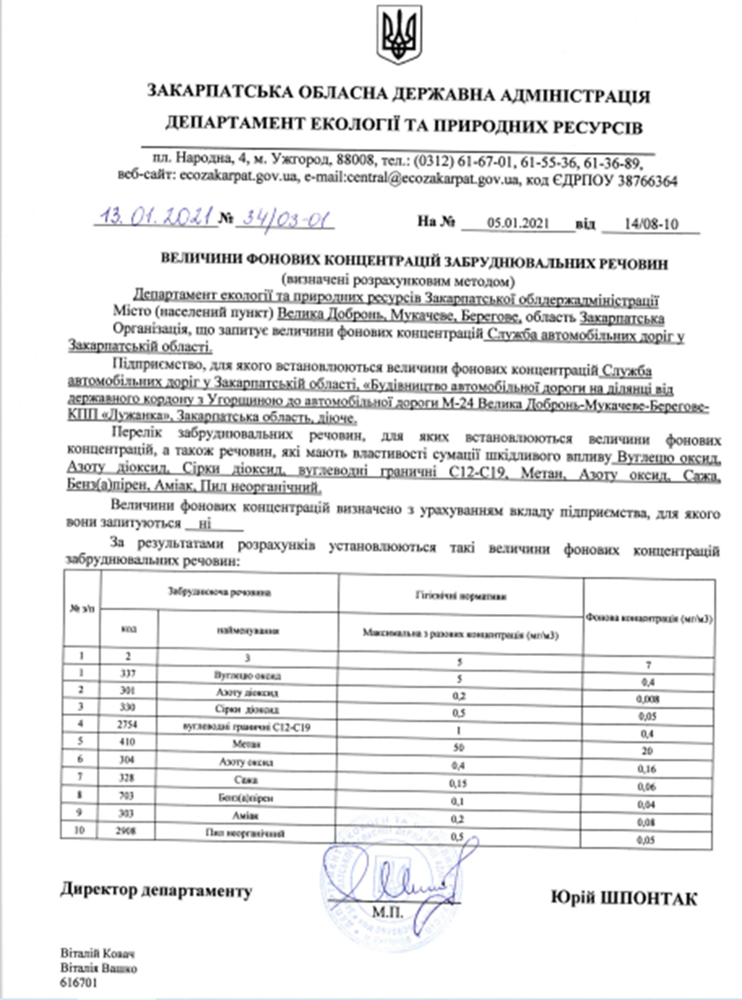 ЗАКАРПАТСЬКА ОБЛАСНА ДЕРЖАВНА АДМІНІСТРАЦІЯ
ДЕПАРТАМЕНТ ЕКОЛОГІЇ ТА ПРИРОДНИХ РЕСУРСІВ
пл. Народна, 4, м. Ужгород, 88008, тел.: (0312) 61-67-01, 61-55-36, 61-36-89,
веб-сайт: ecozakarpat.gov.ua, e-mail:central@ecozakarpat.gov.ua, код ЄДРПОУ 38766364
13.01.2021 № 34/03-01 На № 05.01.2021 від 14/08-10
ВЕЛИЧИНИ ФОНОВИХ КОНЦЕНТРАЦІЙ ЗАБРУДНЮВАЛЬНИХ РЕЧОВИН
(визначені розрахунковим методом)
Департамент екології та природних ресурсів Закарпатської облдержадміністрації
Місто (населений пункт) Велика Добронь, Мукачеве, Берегове, область Закарпатська
Організація, що запитує величини фонових концентрацій Служба автомобільних доріг у
Закарпатській області.
Підприємство, для якого встановлюються величини фонових концентрацій Служба
автомобільних доріг у Закарпатській області, «Будівництво автомобільної дороги на ділянці від
державного кордону з Угорщиною до автомобільної дороги М-24 Велика Добронь-Мукачеве-Берегове-
КПП «Лужанка», Закарпатська область, діюче.
Перелік забруднювальних речовин, для яких встановлюються величини фонових
концентрацій, а також речовин, які мають властивості сумації шкідливого впливу Вуглецю оксид,
Азоту діоксид, Сірки діоксид, вуглеводні граничні С12-С19, Метан, Азоту оксид, Сажа,
Бенз(а)пірен, Аміак, Пил неорганічний.
Величини фонових концентрацій визначено з урахуванням вкладу підприємства, для якого
вони запитуються ні
За результатами розрахунків установлюються такі величини фонових концентрацій
забруднювальних речовин:
№ з/п Забруднююча речовина Гігієнічні нормативи Фонова концентрація (мг/м3)
код найменування Максимальна з разових концентрація (мг/м3)
1 2 3 5 7
1 337 Вуглецю оксид 5 0,4
2 301 Азоту діоксид 0,2 0,008
3 330 Сірки діоксид 0,5 0,05
4 2754 вуглеводні граничні С12-С19 1 0,4
5 410 Метан 50 20
6 304 Азоту оксид 0,4 0,16
7 328 Сажа 0,15 0,06
8 703 Бенз(а)пірен 0,1 0,04
9 303 Аміак 0,2 0,08
10 2908 Пил неорганічний 0,5 0,05
Директор департаменту М.П. Юрій ШПОНТАК
Віталій Ковач
Віталія Вашко
616701